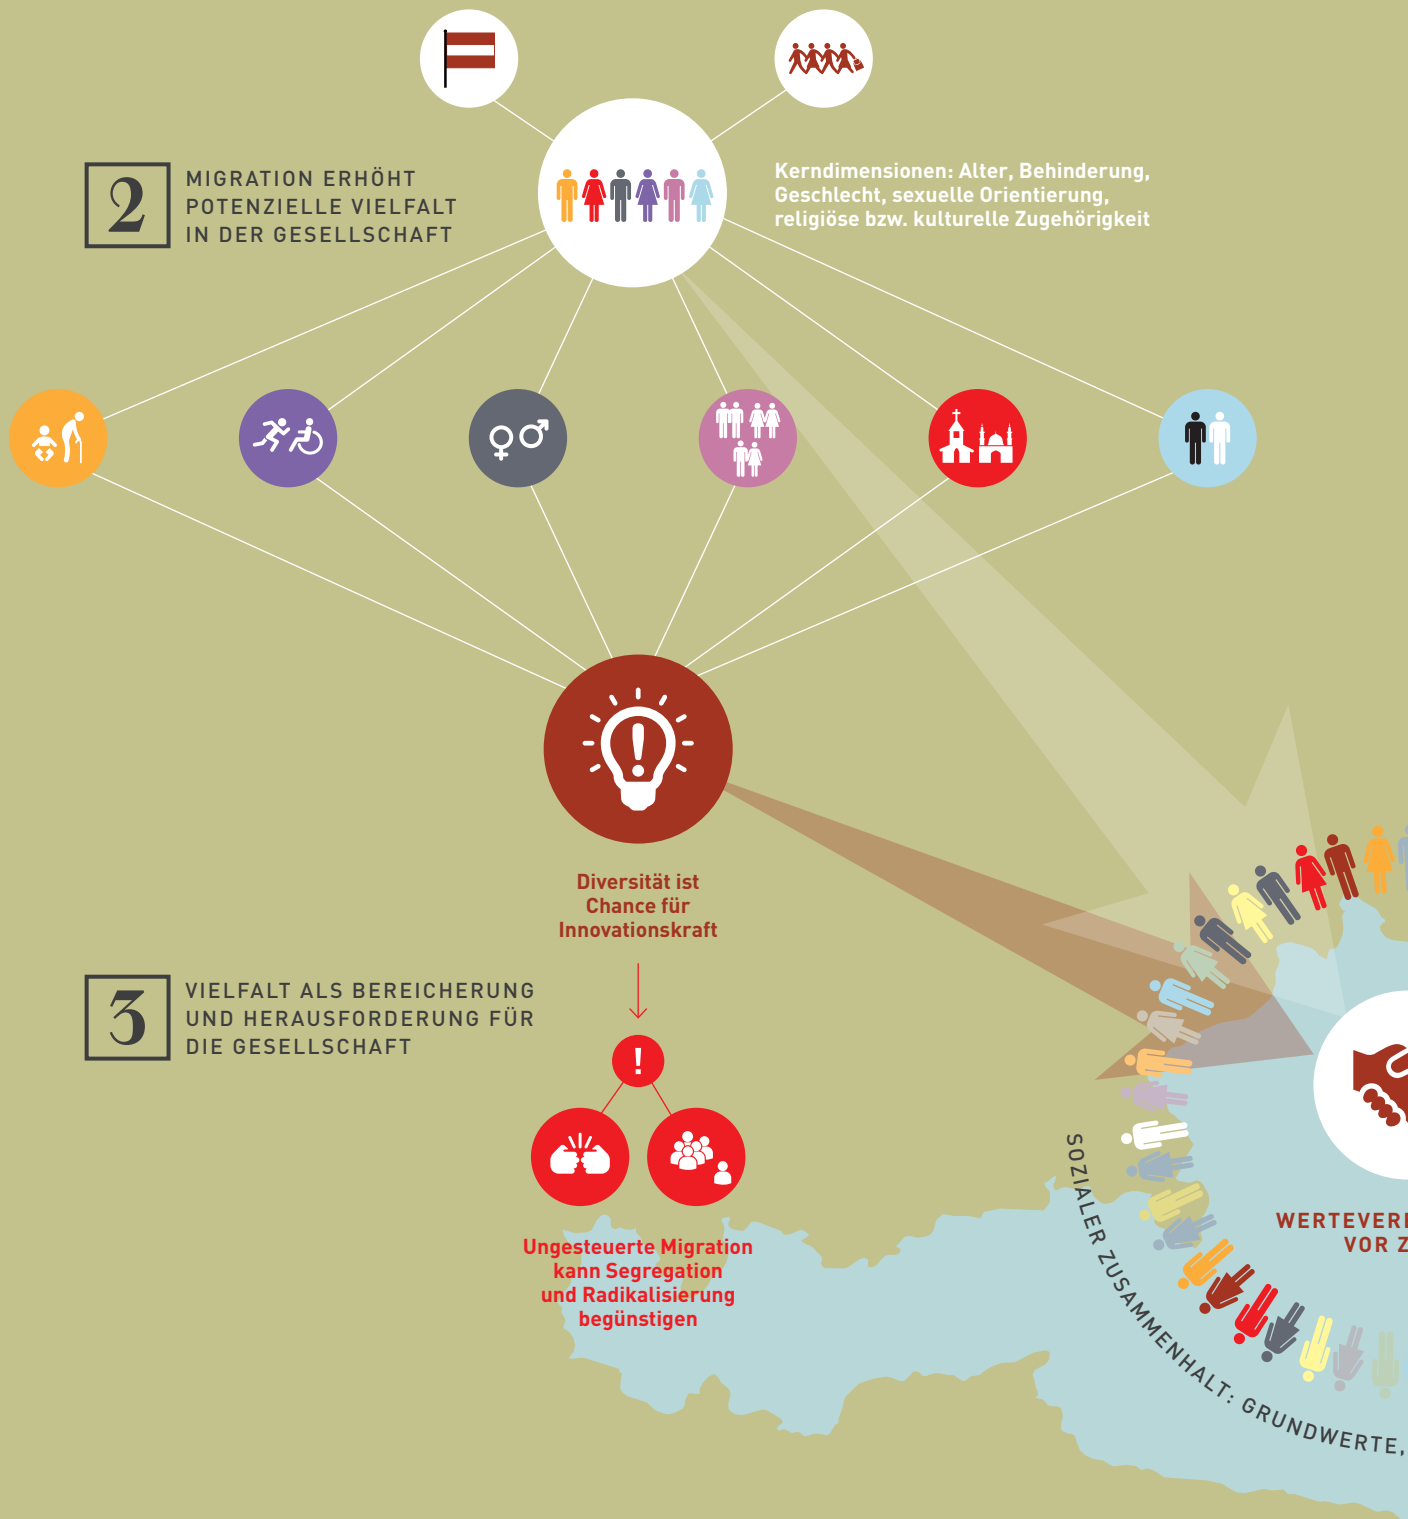 2
MIGRATION ERHÖHT
POTENZIELLE VIELFALT
IN DER GESELLSCHAFT
Kerndimensionen: Alter, Behinderung,
Geschlecht, sexuelle Orientierung,
religiöse bzw. kulturelle Zugehörigkeit
!
Diversität ist
Chance für
Innovationskraft
3
VIELFALT ALS BEREICHERUNG
UND HERAUSFORDERUNG FÜR
DIE GESELLSCHAFT
!
Ungesteuerte Migration
kann Segregation
und Radikalisierung
begünstigen
VOR
SOZIALER ZUSAMMENHALT: GRUNDWERTE,